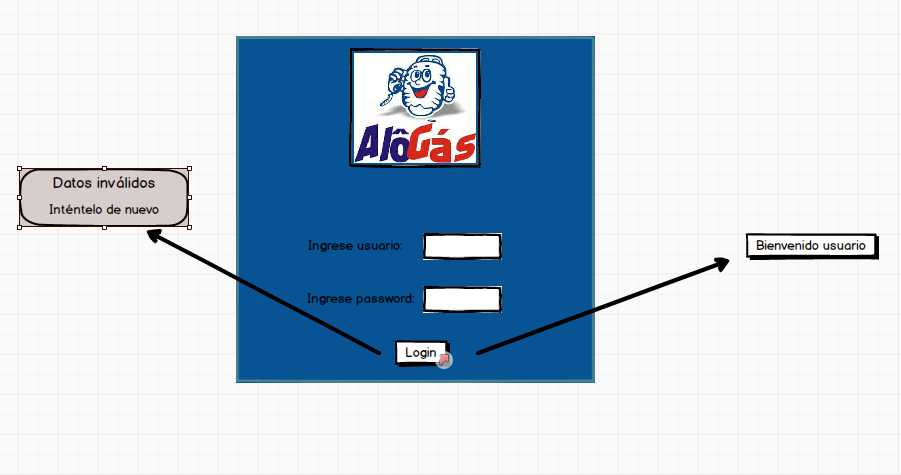 AlôGás
Datos inválidos
Inténtelo de nuevo
Ingrese usuario:
Bienvenido usuario
Ingrese password:
Login